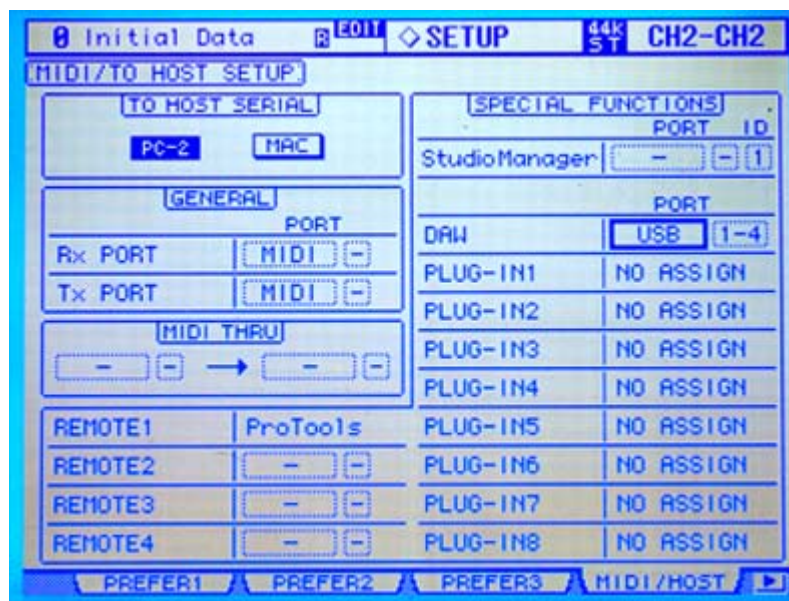 0 Initial Data R EDIT ◇SETUP 44K ST CH2-CH2
MIDI/TO HOST SETUP
TO HOST SERIAL
PC-2 MAC
GENERAL
PORT
Rx PORT MIDI -
Tx PORT MIDI -
MIDI THRU
- - → - -
REMOTE1 ProTools
REMOTE2 - -
REMOTE3 - -
REMOTE4 - -
SPECIAL FUNCTIONS
PORT ID
StudioManager - - 1
PORT
DAW USB 1-4
PLUG-IN1 NO ASSIGN
PLUG-IN2 NO ASSIGN
PLUG-IN3 NO ASSIGN
PLUG-IN4 NO ASSIGN
PLUG-IN5 NO ASSIGN
PLUG-IN6 NO ASSIGN
PLUG-IN7 NO ASSIGN
PLUG-IN8 NO ASSIGN
PREFER1 PREFER2 PREFER3 MIDI/HOST